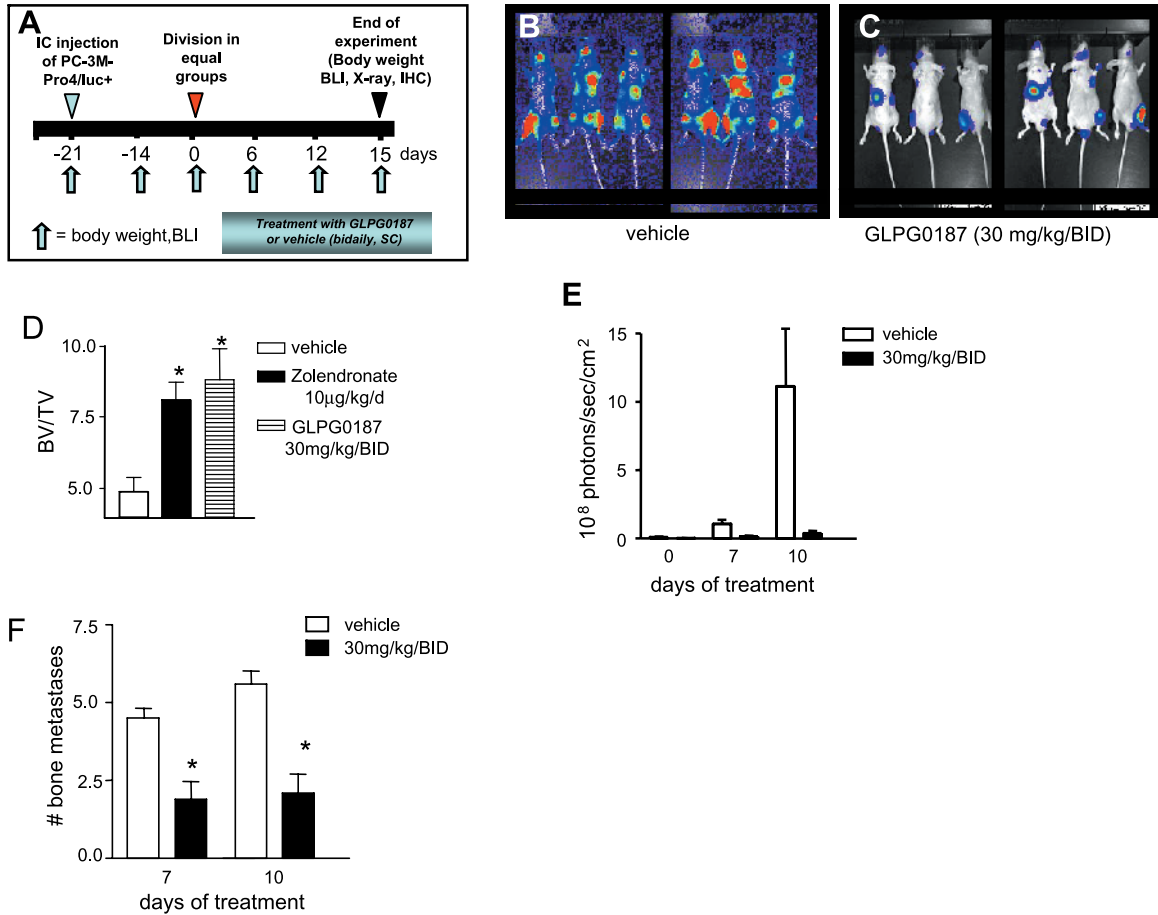 A
IC injection
of PC-3M-
Pro4/luc+
Division in
equal
groups
End of
experiment
(Body weight
BLI, X-ray, IHC)
-21
-14
0
6
12
15
days
= body weight,BLI
Treatment with GLPG0187
or vehicle (bidaily, SC)
B
vehicle
C
GLPG0187 (30 mg/kg/BID)
D
BV/TV
10.0
7.5
5.0
*
*
vehicle
Zolendronate
10µg/kg/d
GLPG0187
30mg/kg/BID
E
10⁸ photons/sec/cm²
15
10
5
0
vehicle
30mg/kg/BID
0
7
10
days of treatment
F
# bone metastases
7.5
5.0
2.5
0.0
*
*
vehicle
30mg/kg/BID
7
10
days of treatment